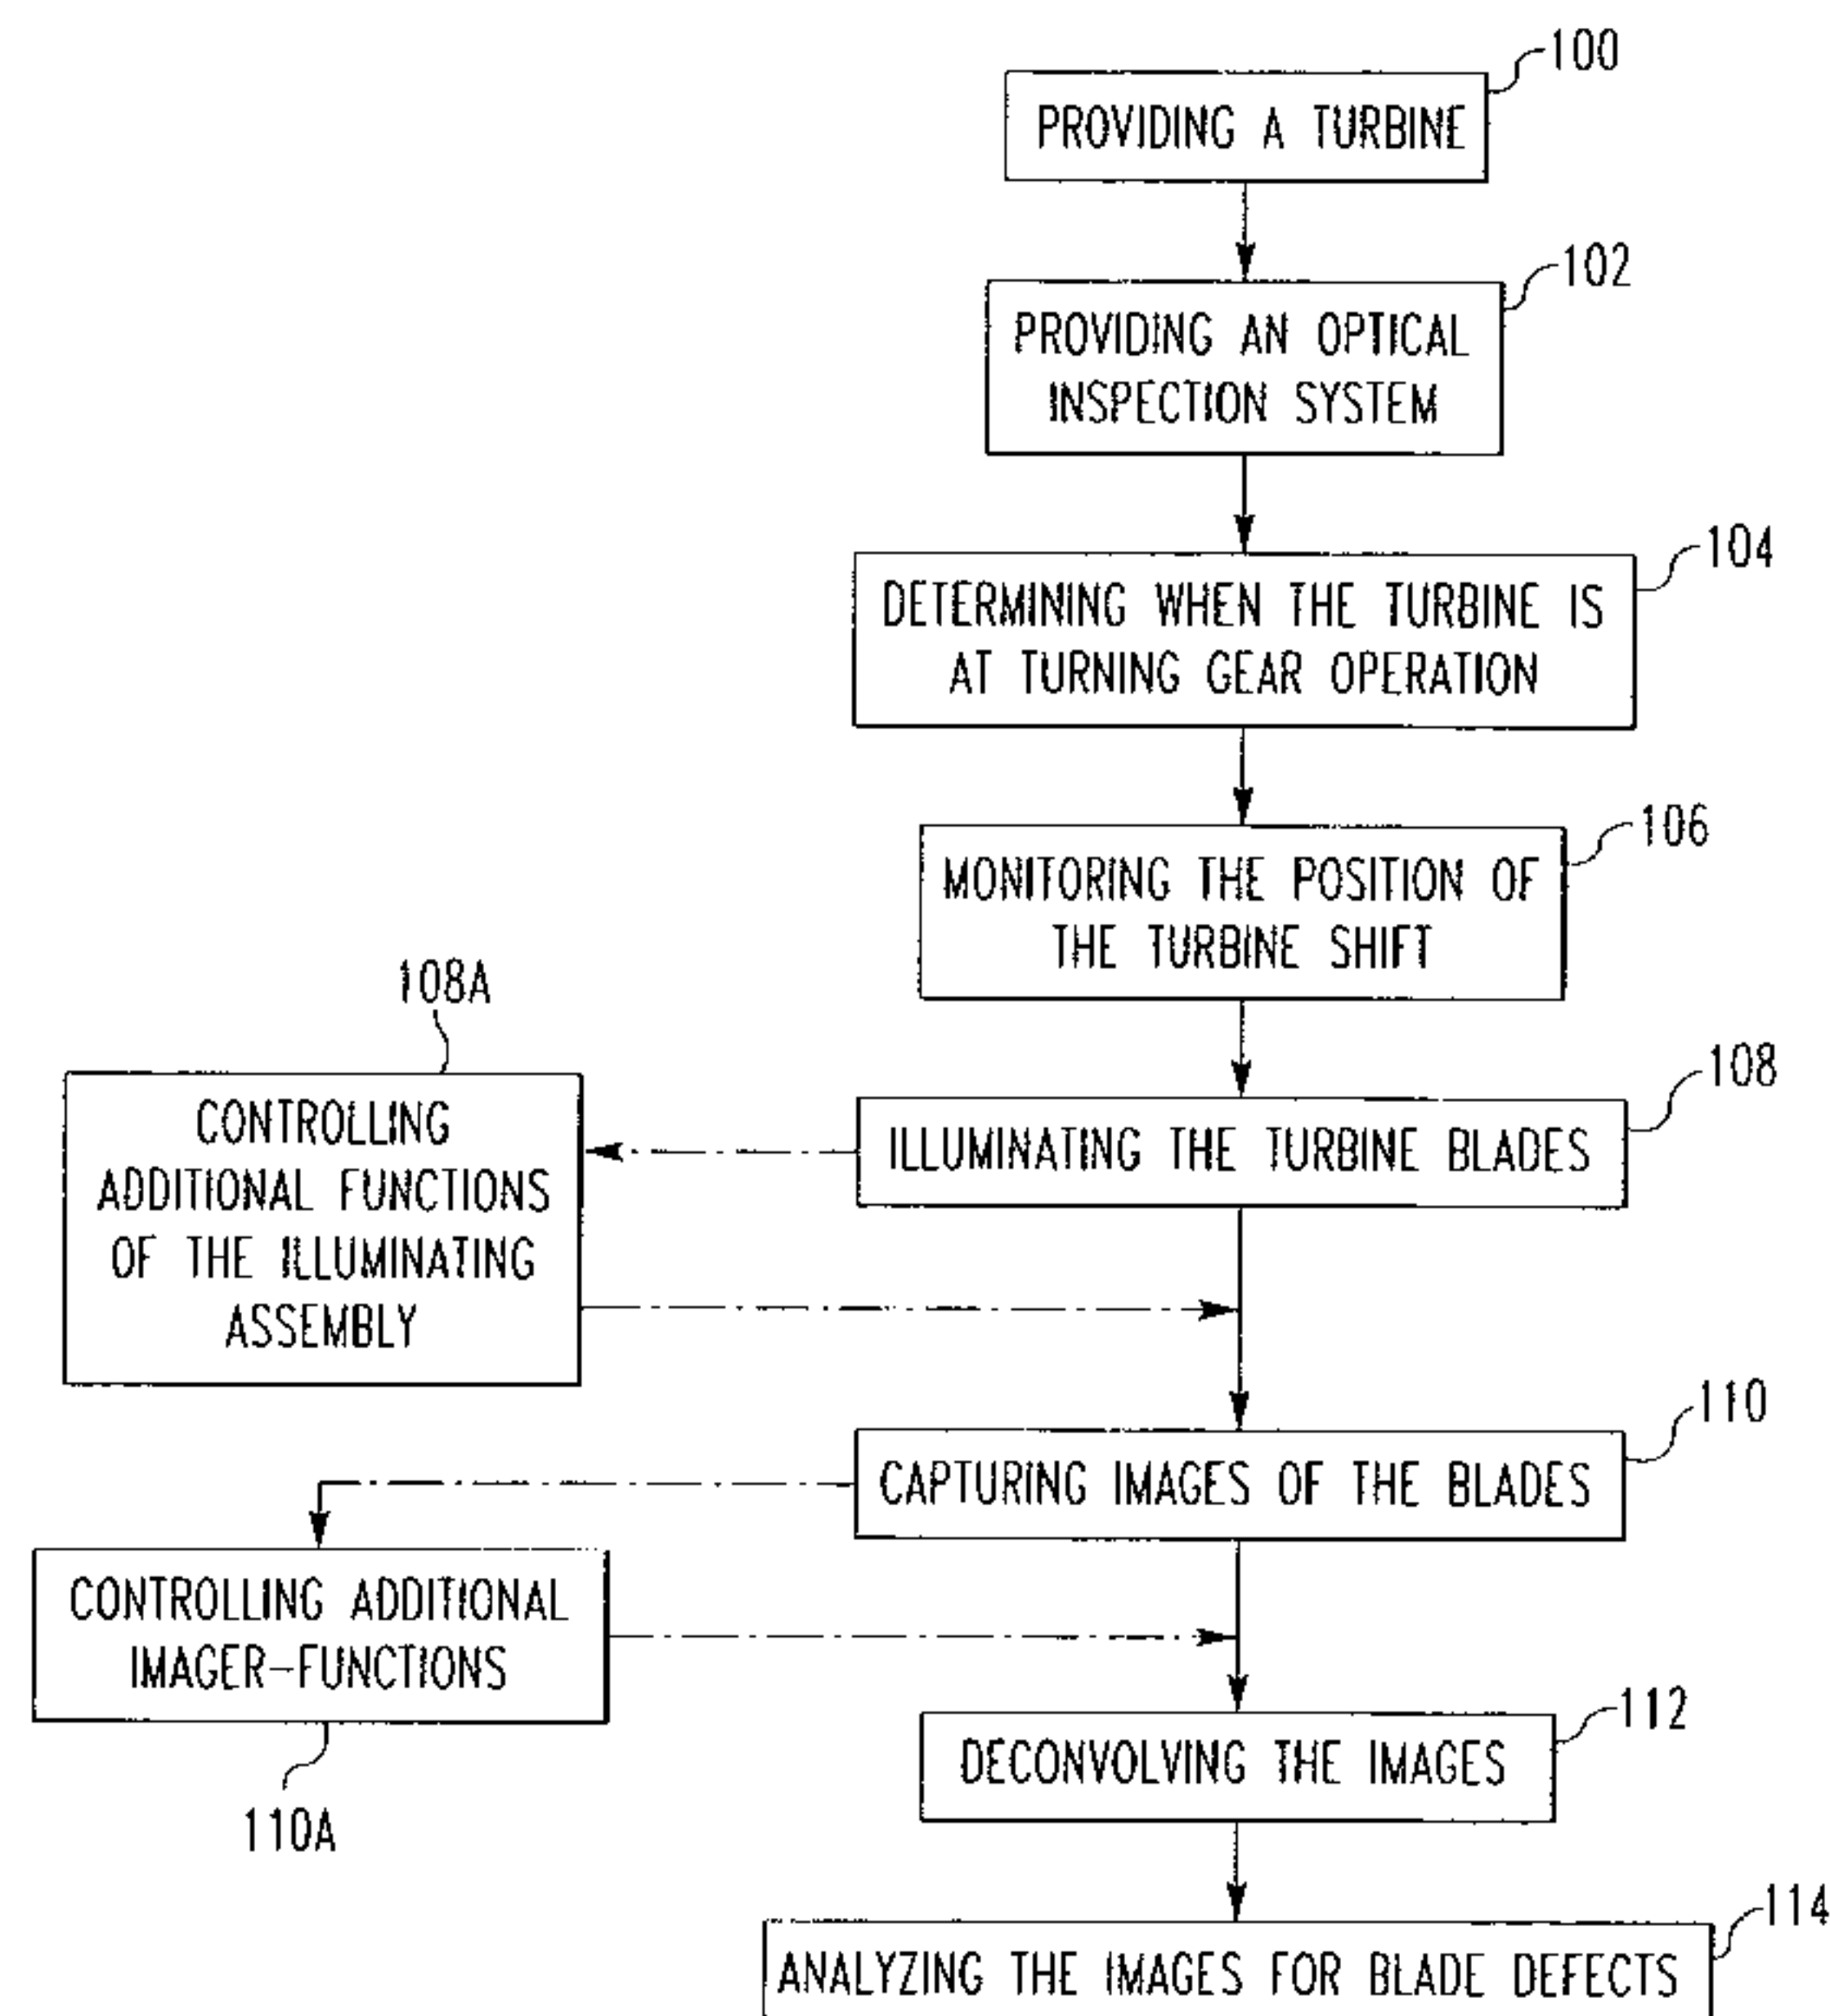 100
PROVIDING A TURBINE
102
PROVIDING AN OPTICAL
INSPECTION SYSTEM
104
DETERMINING WHEN THE TURBINE IS
AT TURNING GEAR OPERATION
106
MONITORING THE POSITION OF
THE TURBINE SHIFT
108A
108
CONTROLLING
ADDITIONAL FUNCTIONS
OF THE ILLUMINATING
ASSEMBLY
ILLUMINATING THE TURBINE BLADES
110
CAPTURING IMAGES OF THE BLADES
CONTROLLING ADDITIONAL
IMAGER-FUNCTIONS
110A
112
DECONVOLVING THE IMAGES
114
ANALYZING THE IMAGES FOR BLADE DEFECTS